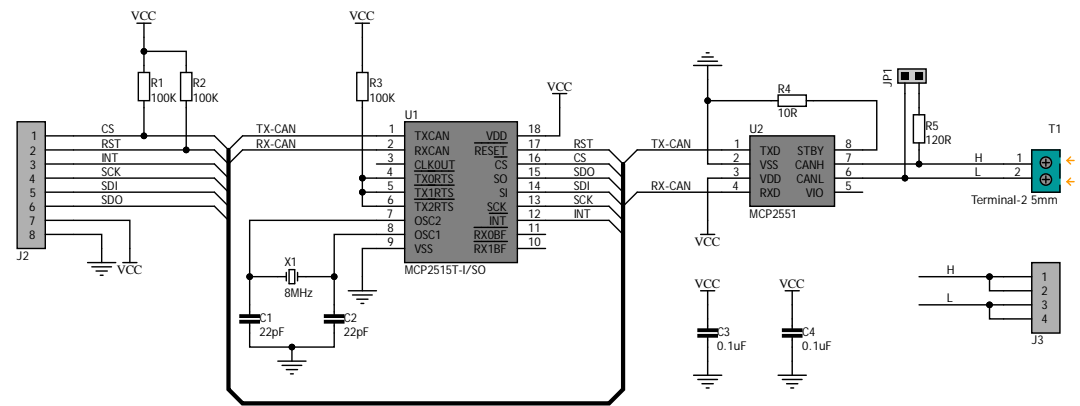 VCC
VCC
R1
100K
R2
100K
R3
100K
VCC
R4
10R
JP1
R5
120R
T1
U1
U2
1 CS
2 RST
3 INT
4 SCK
5 SDI
6 SDO
7
8
J2
VCC
TX-CAN
RX-CAN
1 TXCAN VDD 18
2 RXCAN RESET 17 RST
3 CLKOUT CS 16 CS
4 TX0RTS SO 15 SDO
5 TX1RTS SI 14 SDI
6 TX2RTS SCK 13 SCK
7 OSC2 INT 12 INT
8 OSC1 RX0BF 11
9 VSS RX1BF 10
MCP2515T-I/SO
TX-CAN
RX-CAN
1 TXD STBY 8
2 VSS CANH 7
3 VDD CANL 6
4 RXD VIO 5
MCP2551
VCC
H 1
L 2
Terminal-2 5mm
X1
8MHz
C1
22pF
C2
22pF
VCC
C3
0.1uF
VCC
C4
0.1uF
H 1
2
L 3
4
J3